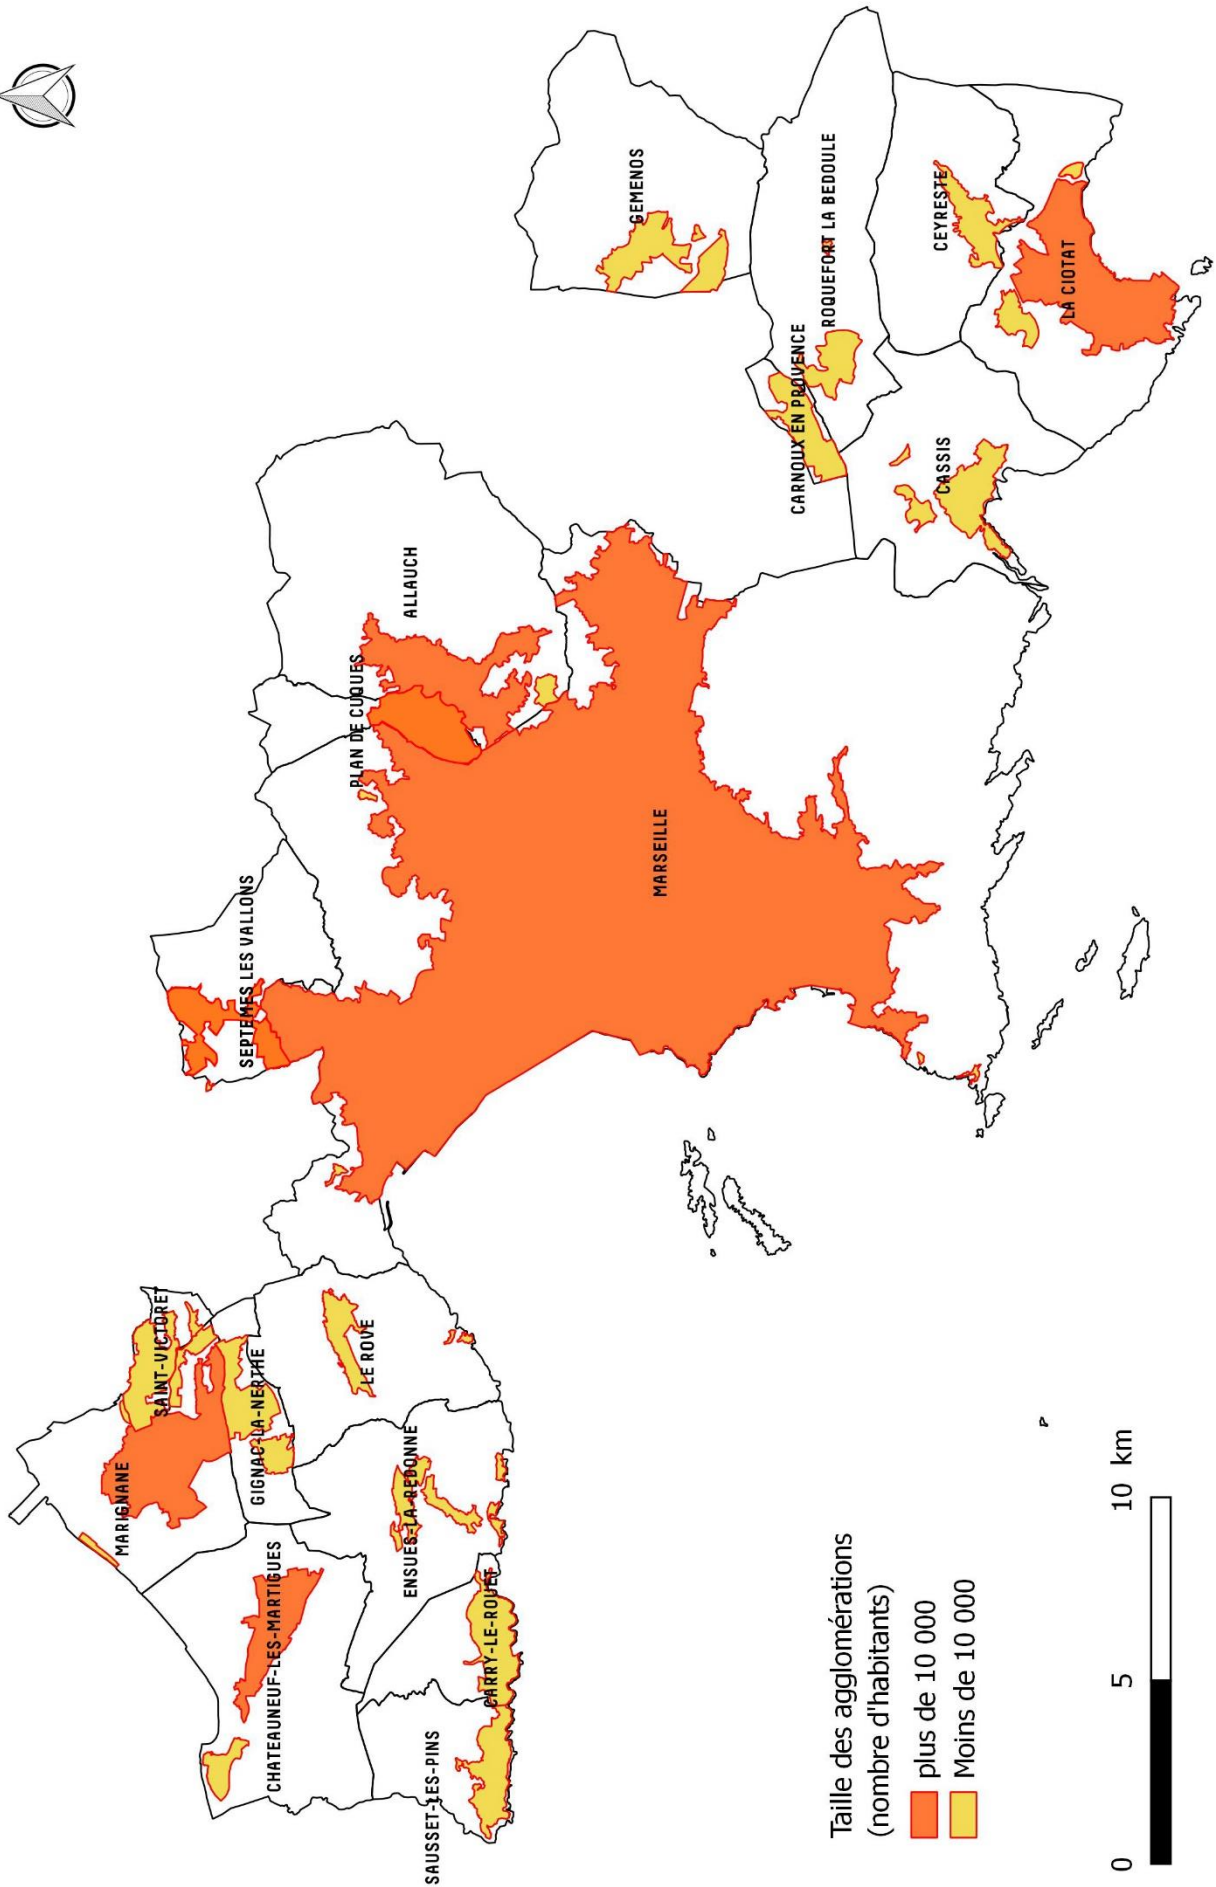 MARIGNANE
SAINT-VICTORET
CHATEAUNEUF-LES-MARTIGUES
GIGNAC-LA-NERTHE
LE ROVE
SAUSSET-LES-PINS
CARRY-LE-ROUET
ENSUES-LA-REDONNE
SEPTEMES LES VALLONS
PLAN DE CUQUES
ALLAUCH
MARSEILLE
GEMENOS
CARNOUX EN PROVENCE
ROQUEFORT LA BEDOULE
CASSIS
CEYRESTE
LA CIOTAT
Taille des agglomérations
(nombre d'habitants)
plus de 10 000
Moins de 10 000
0 5 10 km